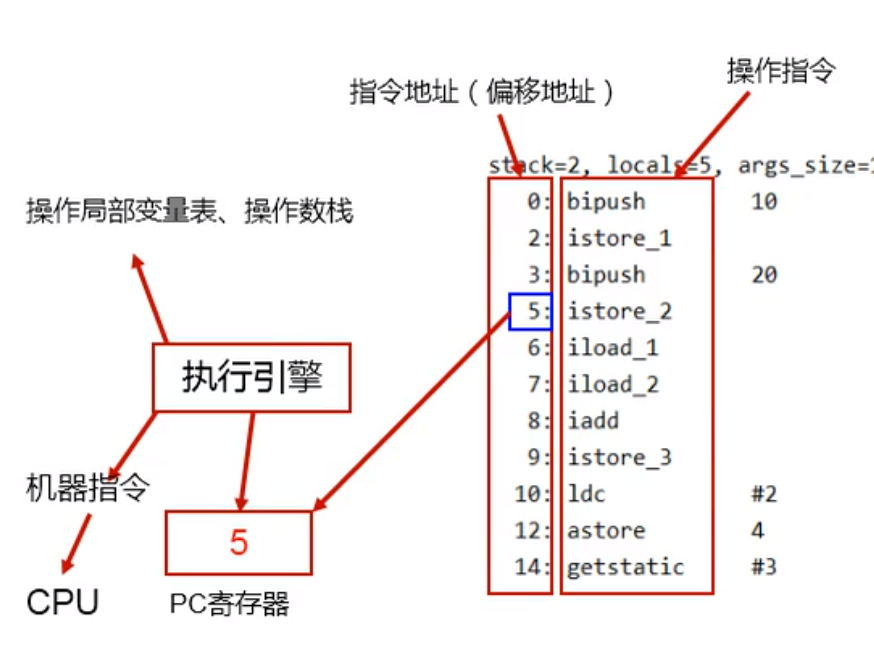 指令地址（偏移地址）
操作指令
stack=2, locals=5, args_size=1
0: bipush 10
2: istore_1
3: bipush 20
5: istore_2
6: iload_1
7: iload_2
8: iadd
9: istore_3
10: ldc #2
12: astore 4
14: getstatic #3
操作局部变量表、操作数栈
执行引擎
机器指令
CPU
5
PC寄存器